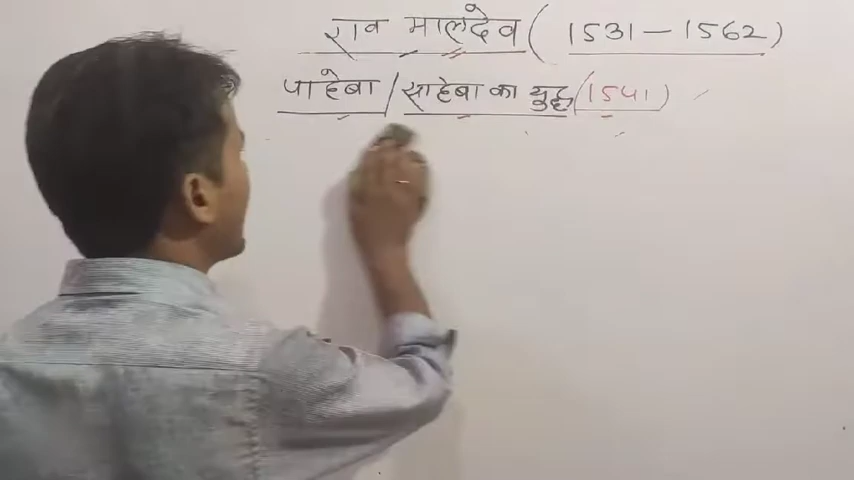 राव मालदेव (1531-1562)
पाहेबा/साहेबा का युद्ध (1541)